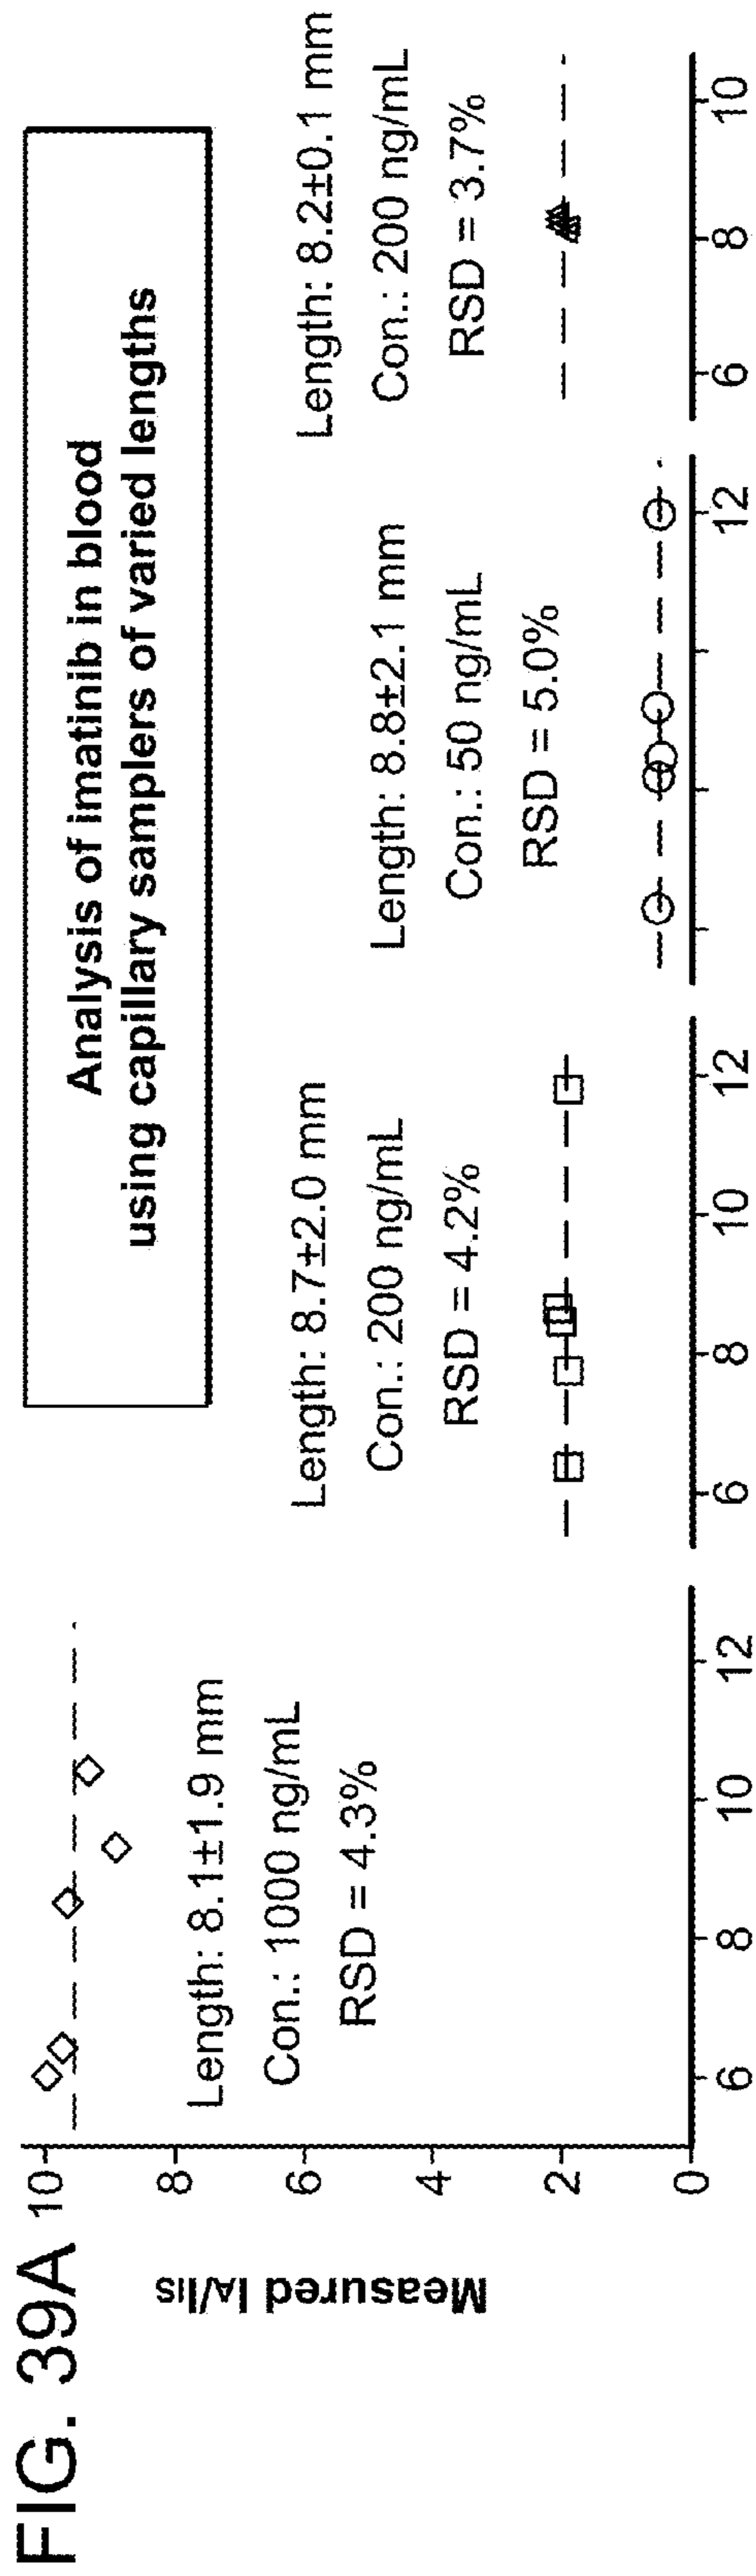 FIG. 39A
Analysis of imatinib in blood
using capillary samplers of varied lengths
Measured IA/IIS
10
8
6
4
2
0
Length: 8.1±1.9 mm
Con.: 1000 ng/mL
RSD = 4.3%
6 8 10 12
Length: 8.7±2.0 mm
Con.: 200 ng/mL
RSD = 4.2%
6 8 10 12
Length: 8.8±2.1 mm
Con.: 50 ng/mL
RSD = 5.0%
12
Length: 8.2±0.1 mm
Con.: 200 ng/mL
RSD = 3.7%
6 8 10